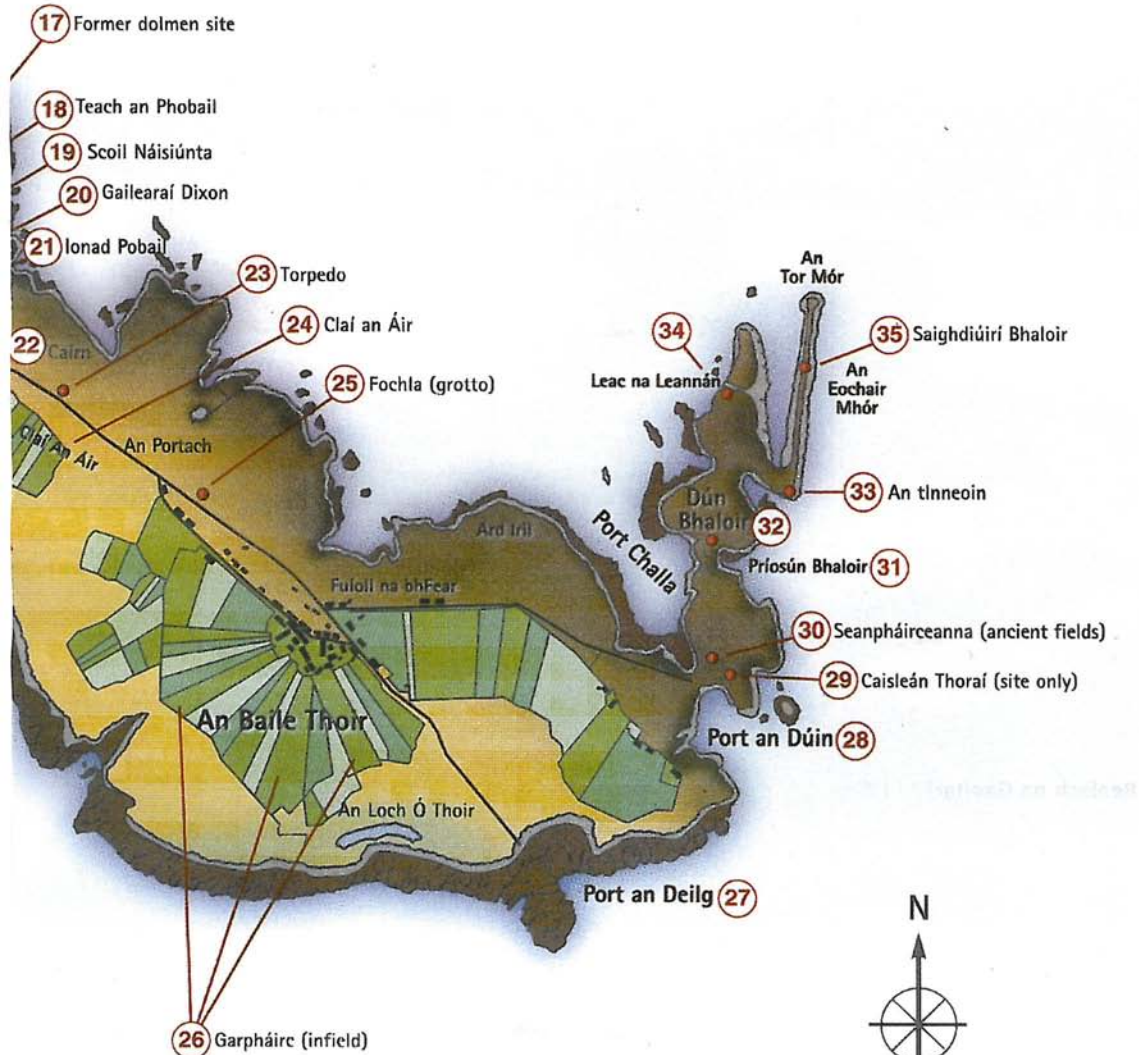 17 Former dolmen site
18 Teach an Phobail
19 Scoil Náisiúnta
20 Gailearaí Dixon
21 Ionad Pobail
23 Torpedo
24 Claí an Áir
22
Cairn
25 Fochla (grotto)
Claí An Áir
An Portach
An
Tor Mór
34
Leac na Leannán
35 Saighdiúirí Bhaloir
An
Eochair
Mhór
33 An tInneoin
Dún
Bhaloir
32
Port Challa
Príosún Bhaloir 31
Ard Iril
Fuioll na bhFear
30 Seanpháirceanna (ancient fields)
29 Caisleán Thoraí (site only)
Port an Dúin 28
An Baile Thoir
An Loch Ó Thoir
Port an Deilg 27
N
26 Garpháirc (infield)